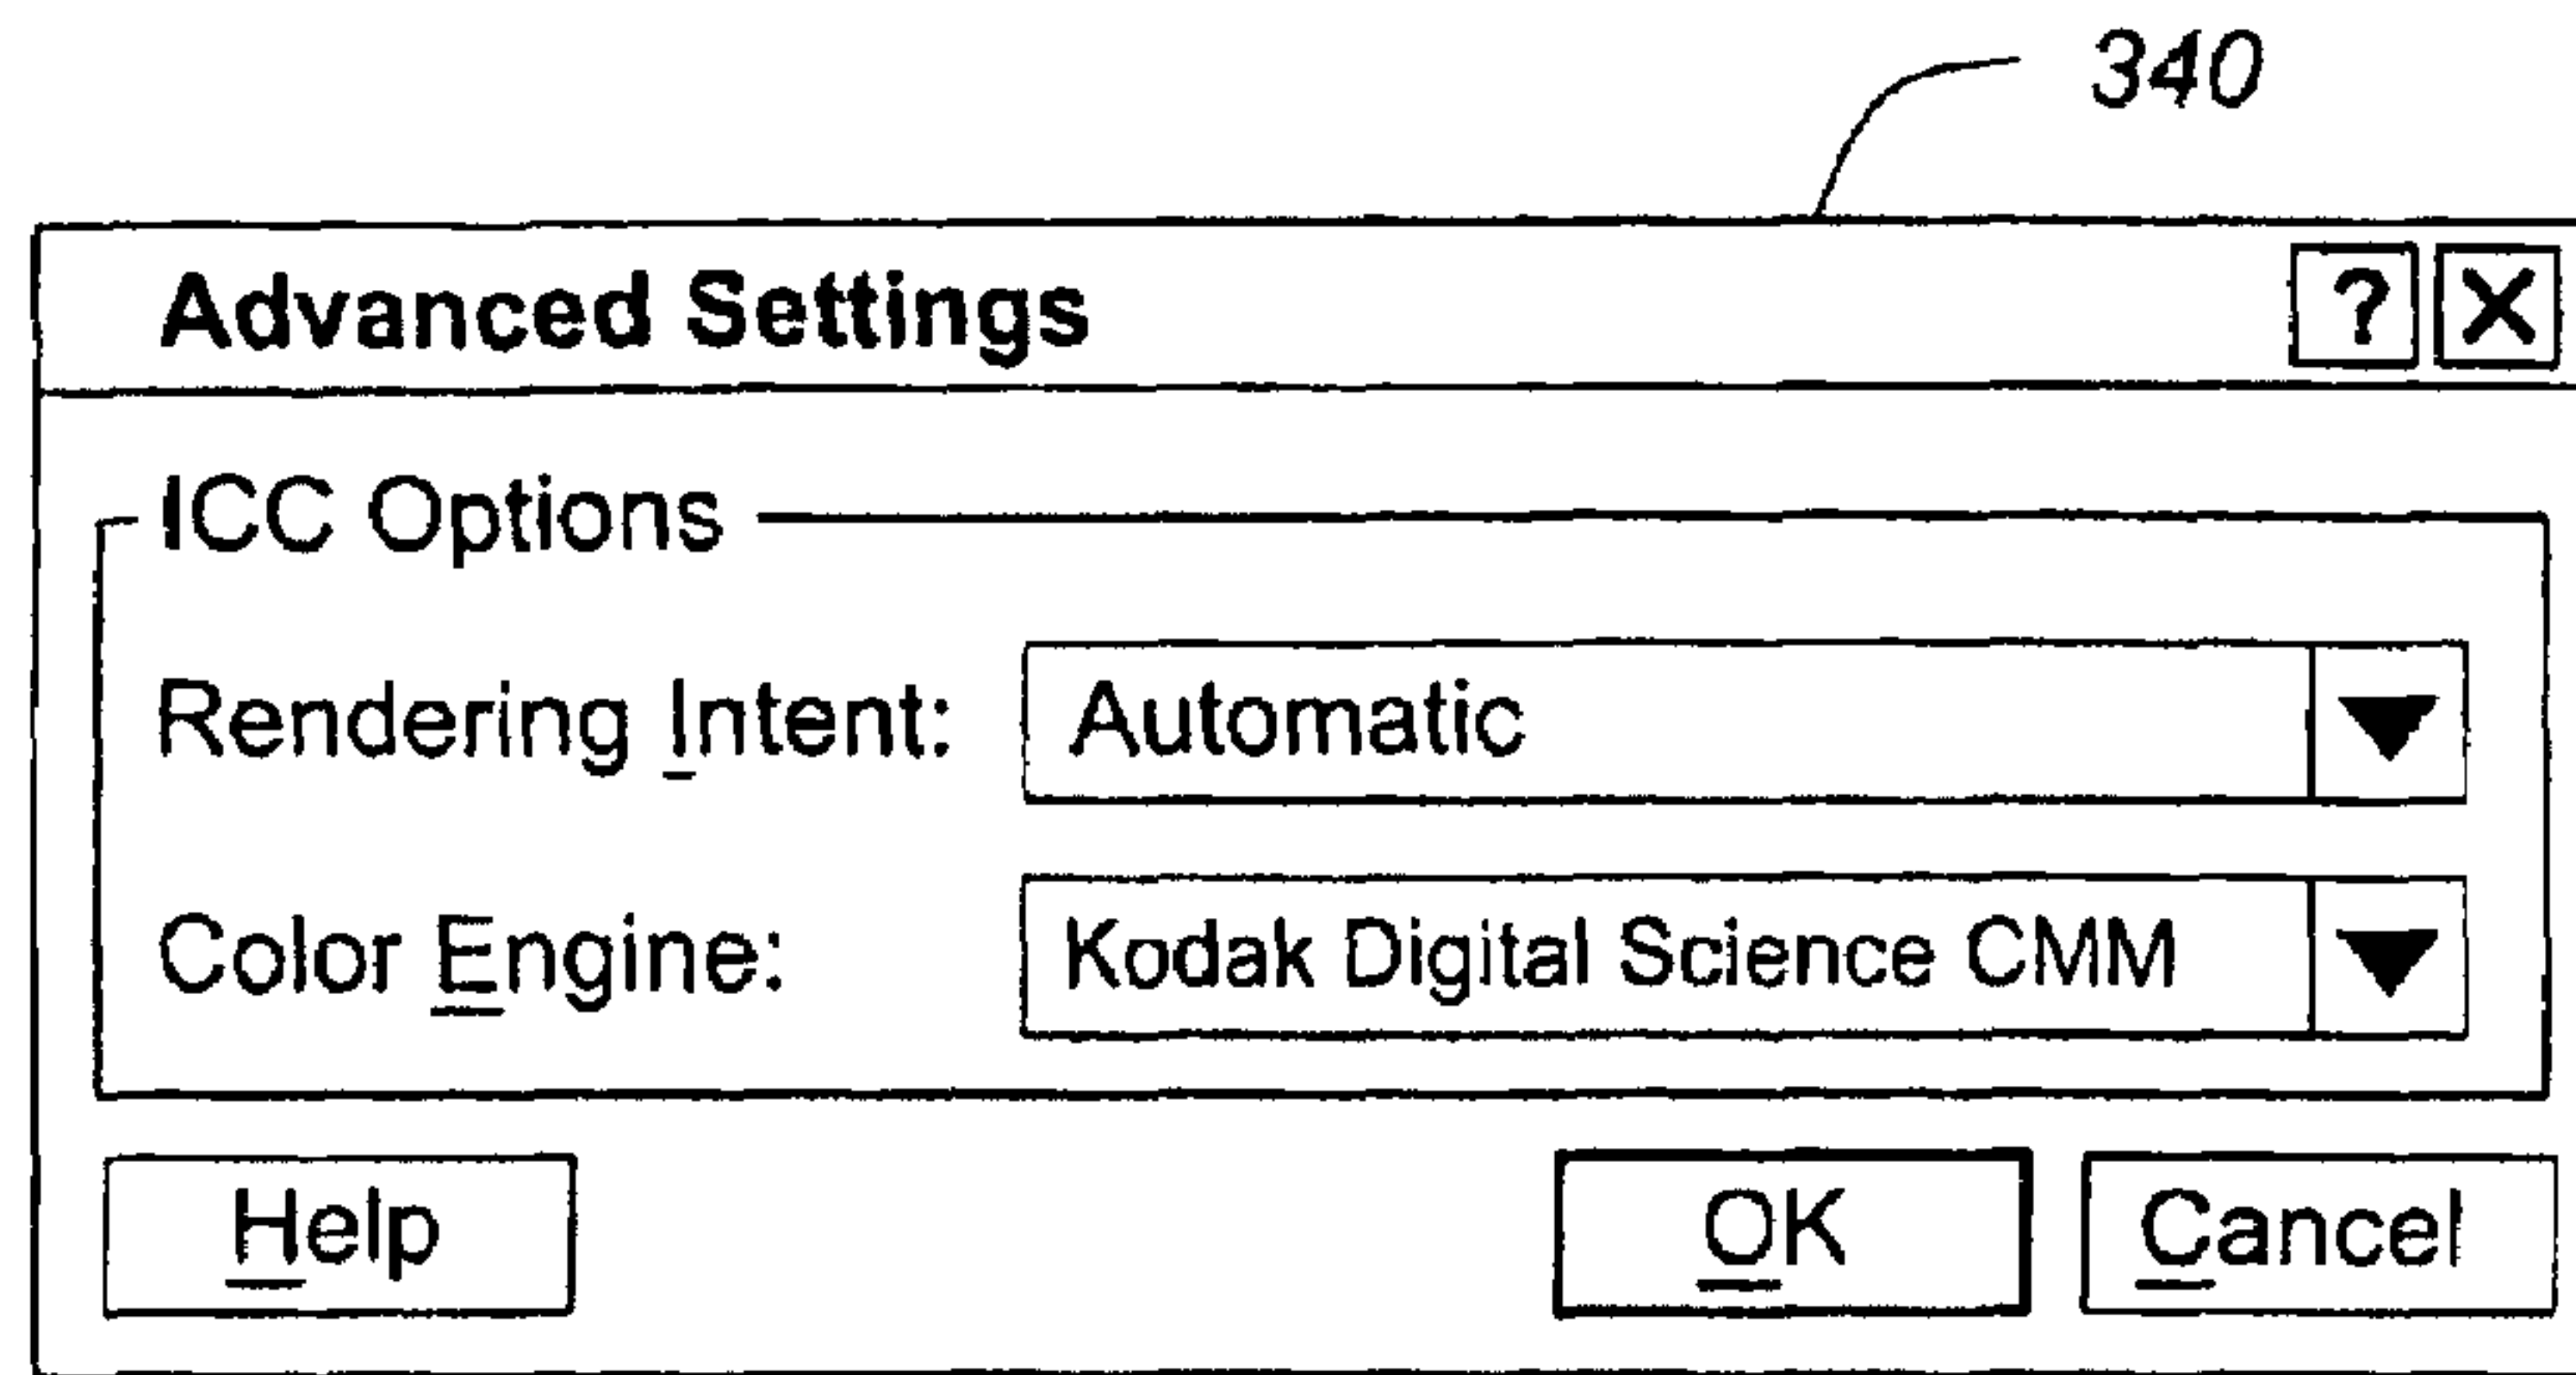 340
Advanced Settings ? X
ICC Options
Rendering Intent: Automatic
Color Engine: Kodak Digital Science CMM
Help OK Cancel